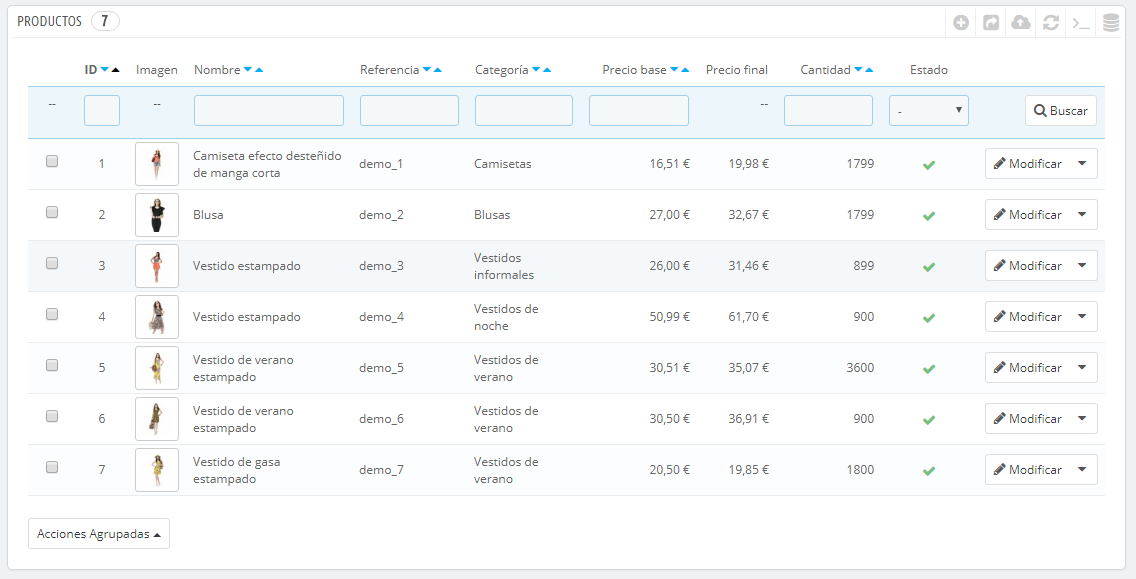 PRODUCTOS 7
ID Imagen Nombre Referencia Categoría Precio base Precio final Cantidad Estado
-- -- -- - Buscar
1 Camiseta efecto desteñido de manga corta demo_1 Camisetas 16,51 € 19,98 € 1799 Modificar
2 Blusa demo_2 Blusas 27,00 € 32,67 € 1799 Modificar
3 Vestido estampado demo_3 Vestidos informales 26,00 € 31,46 € 899 Modificar
4 Vestido estampado demo_4 Vestidos de noche 50,99 € 61,70 € 900 Modificar
5 Vestido de verano estampado demo_5 Vestidos de verano 30,51 € 35,07 € 3600 Modificar
6 Vestido de verano estampado demo_6 Vestidos de verano 30,50 € 36,91 € 900 Modificar
7 Vestido de gasa estampado demo_7 Vestidos de verano 20,50 € 19,85 € 1800 Modificar
Acciones Agrupadas